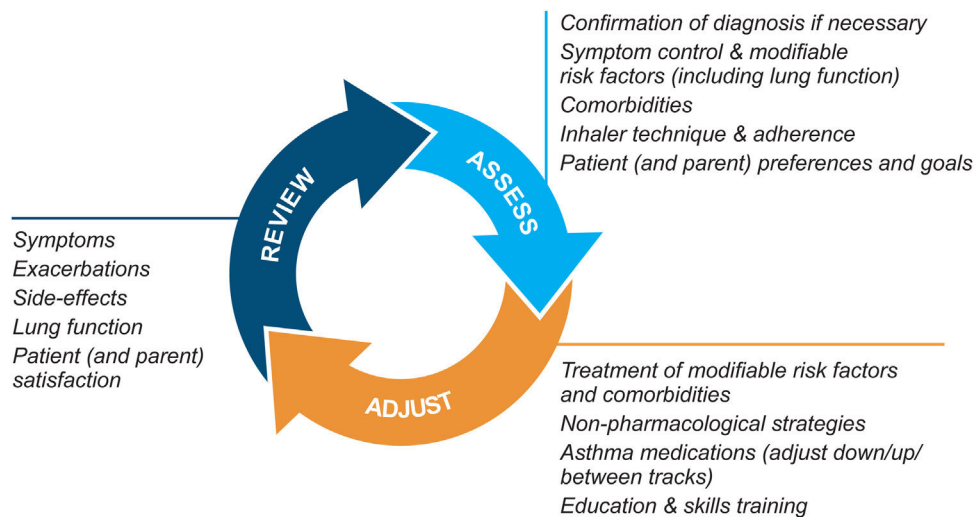 Confirmation of diagnosis if necessary
Symptom control & modifiable
risk factors (including lung function)
Comorbidities
Inhaler technique & adherence
Patient (and parent) preferences and goals
ASSESS
REVIEW
Symptoms
Exacerbations
Side-effects
Lung function
Patient (and parent)
satisfaction
ADJUST
Treatment of modifiable risk factors
and comorbidities
Non-pharmacological strategies
Asthma medications (adjust down/up/
between tracks)
Education & skills training